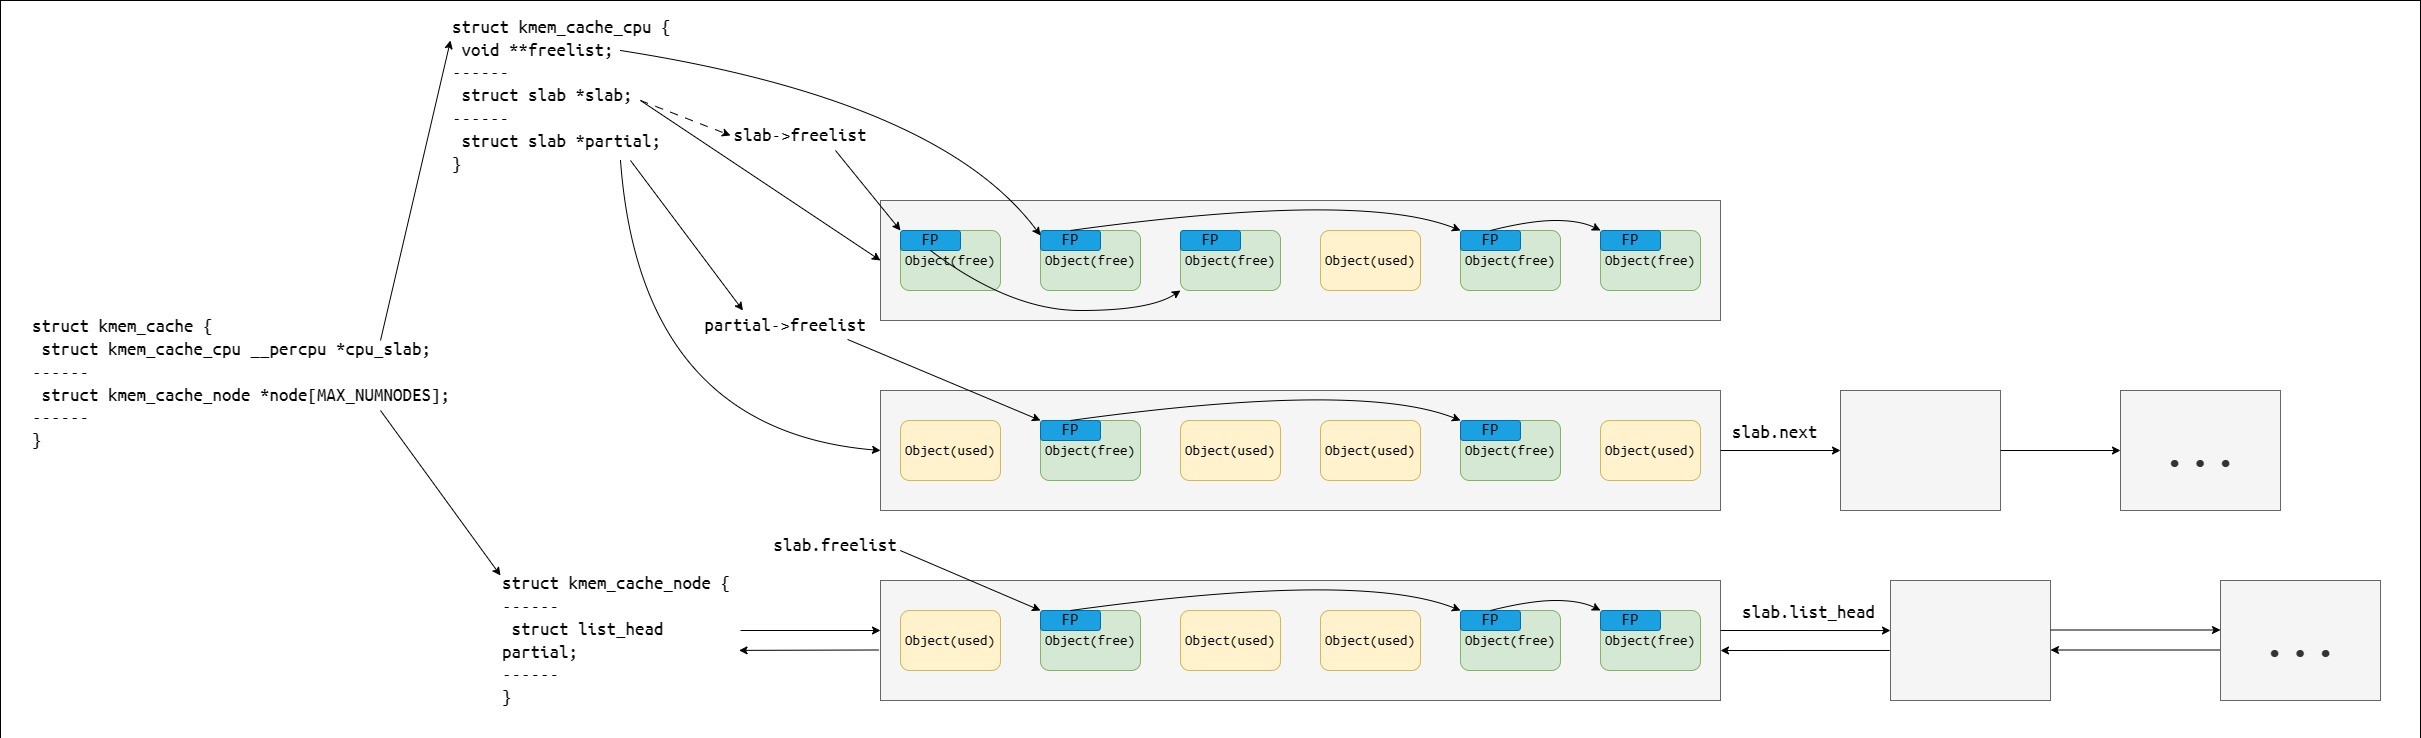 struct kmem_cache_cpu {
void **freelist;
------
struct slab *slab;
------
struct slab *partial;
}
slab->freelist
FP
Object(free)
FP
Object(free)
FP
Object(free)
Object(used)
FP
Object(free)
FP
Object(free)
struct kmem_cache {
struct kmem_cache_cpu __percpu *cpu_slab;
------
struct kmem_cache_node *node[MAX_NUMNODES];
------
}
partial->freelist
Object(used)
FP
Object(free)
Object(used)
Object(used)
FP
Object(free)
Object(used)
slab.next
• • •
slab.freelist
struct kmem_cache_node {
------
struct list_head
partial;
------
}
Object(used)
FP
Object(free)
Object(used)
Object(used)
FP
Object(free)
FP
Object(free)
slab.list_head
• • •